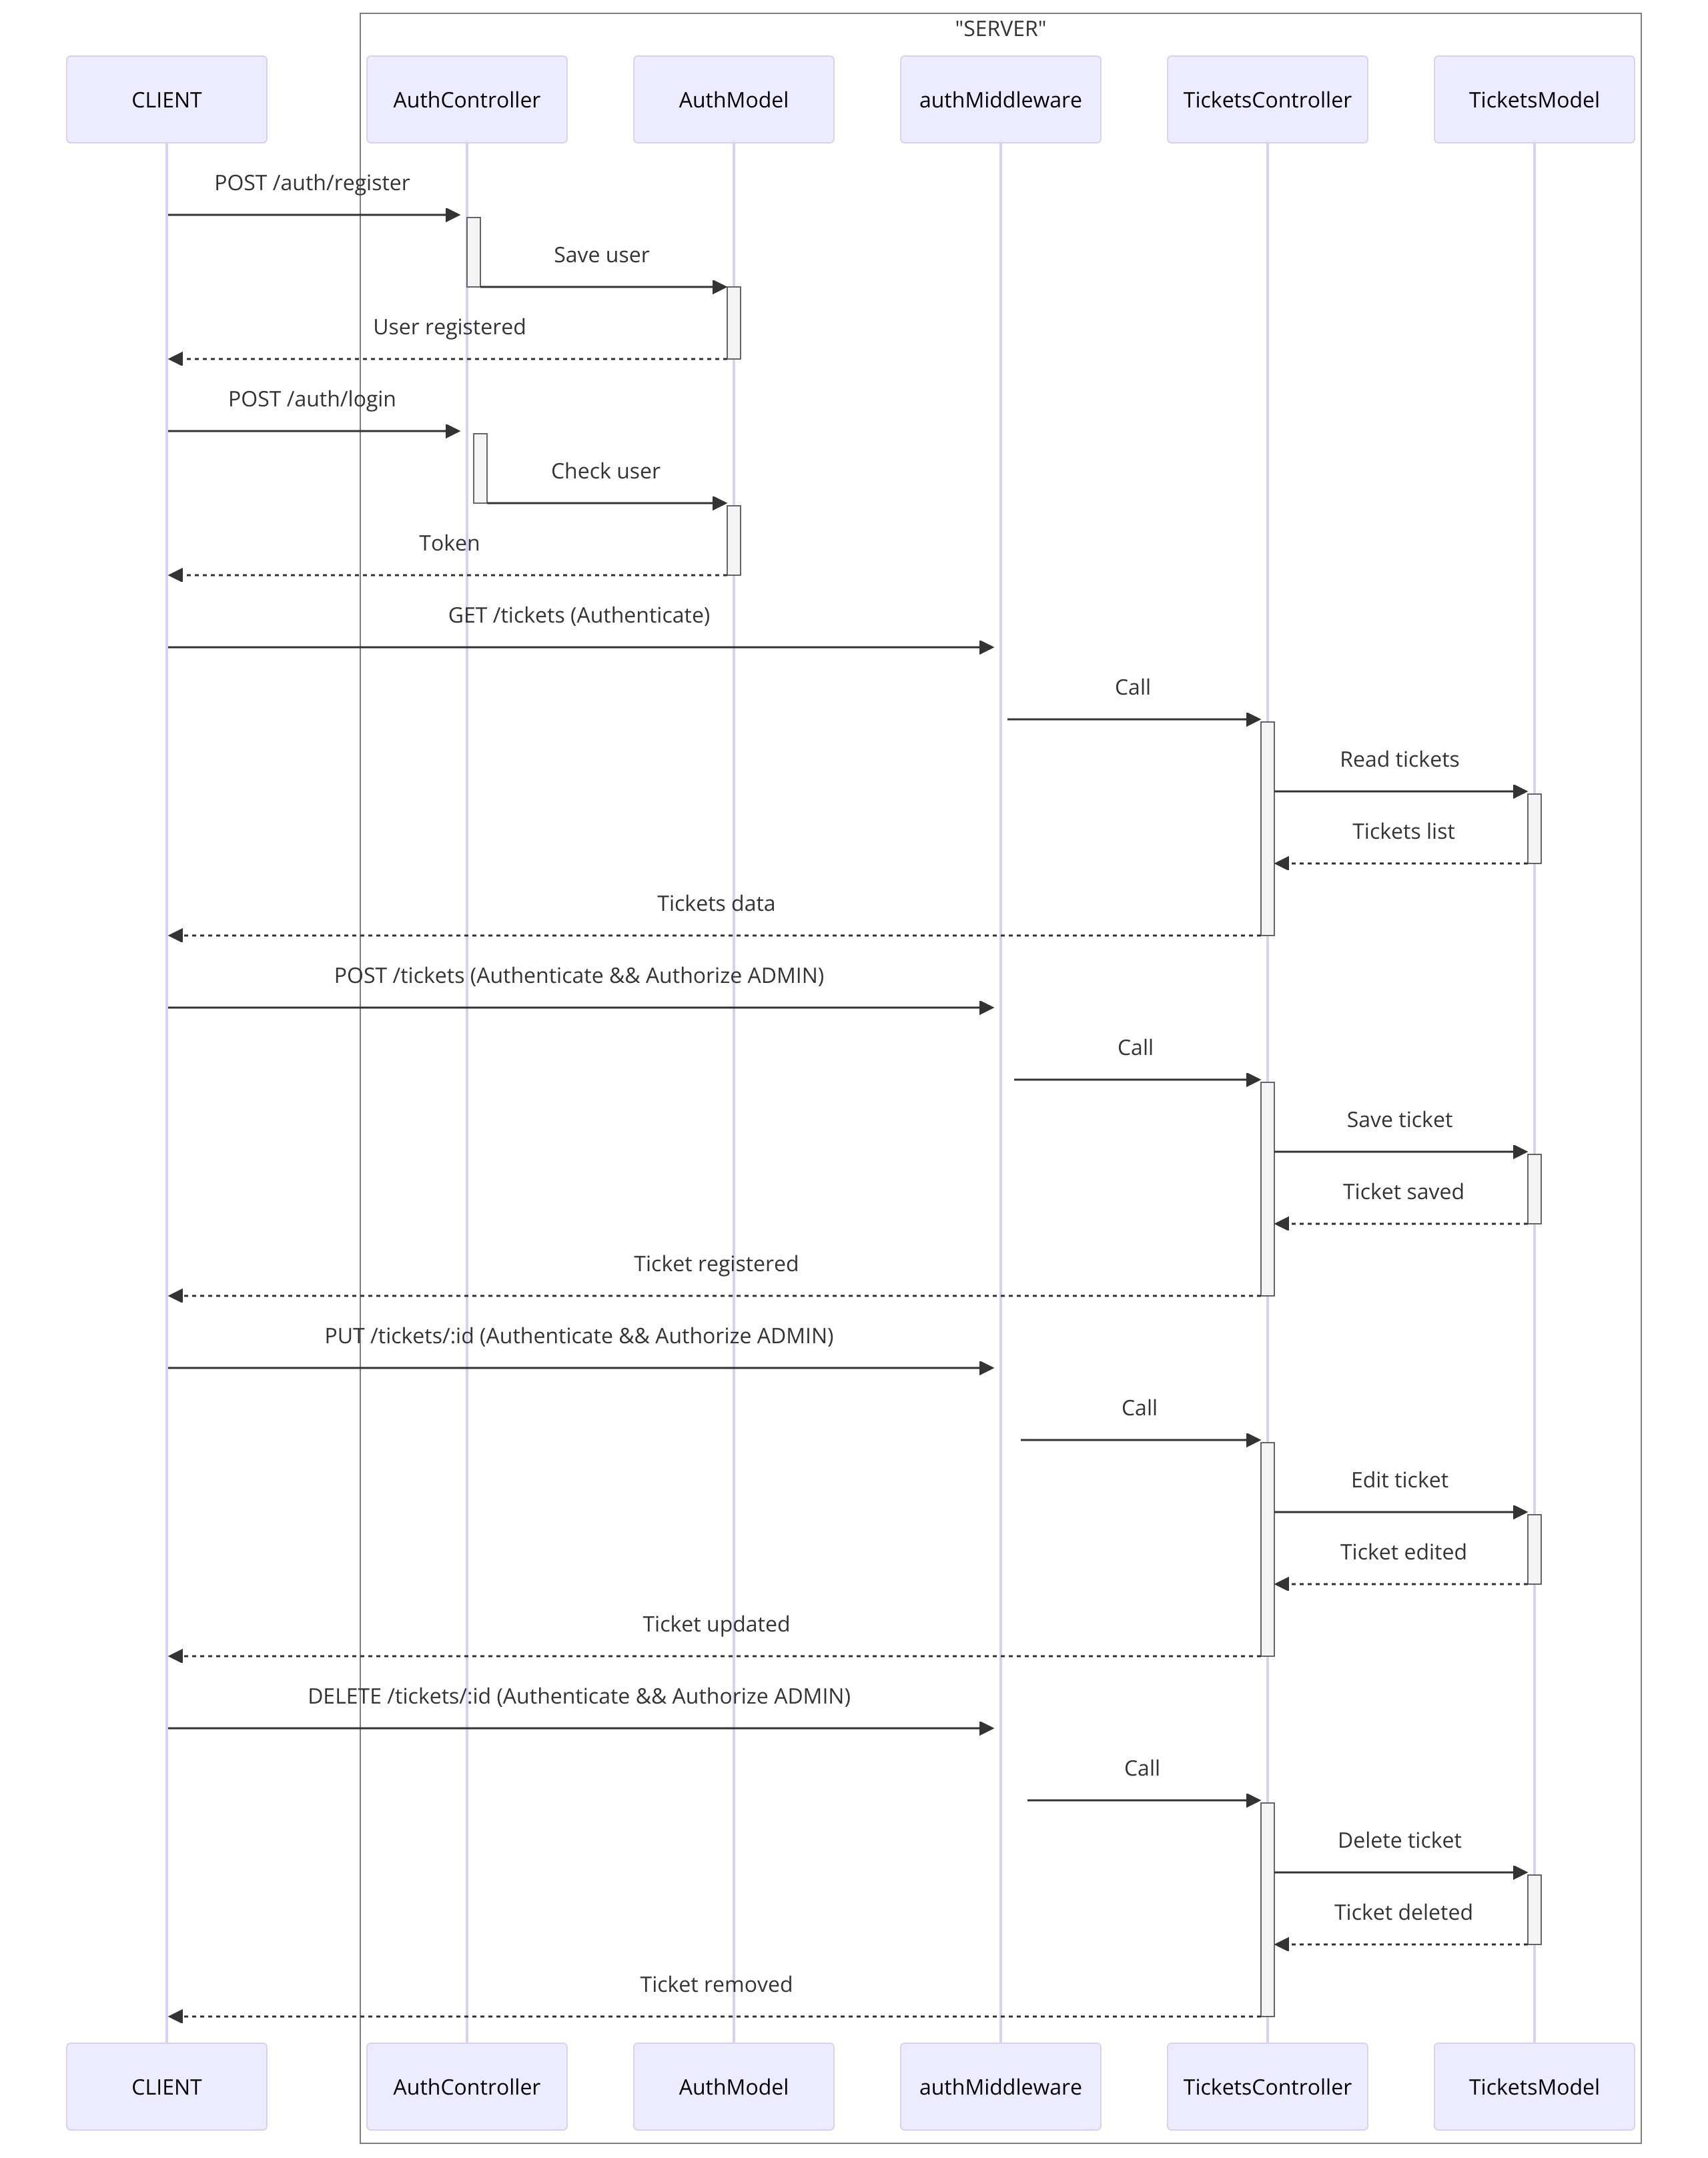 "SERVER"
CLIENT
AuthController
AuthModel
authMiddleware
TicketsController
TicketsModel
POST /auth/register
Save user
User registered
POST /auth/login
Check user
Token
GET /tickets (Authenticate)
Call
Read tickets
Tickets list
Tickets data
POST /tickets (Authenticate && Authorize ADMIN)
Call
Save ticket
Ticket saved
Ticket registered
PUT /tickets/:id (Authenticate && Authorize ADMIN)
Call
Edit ticket
Ticket edited
Ticket updated
DELETE /tickets/:id (Authenticate && Authorize ADMIN)
Call
Delete ticket
Ticket deleted
Ticket removed
CLIENT
AuthController
AuthModel
authMiddleware
TicketsController
TicketsModel